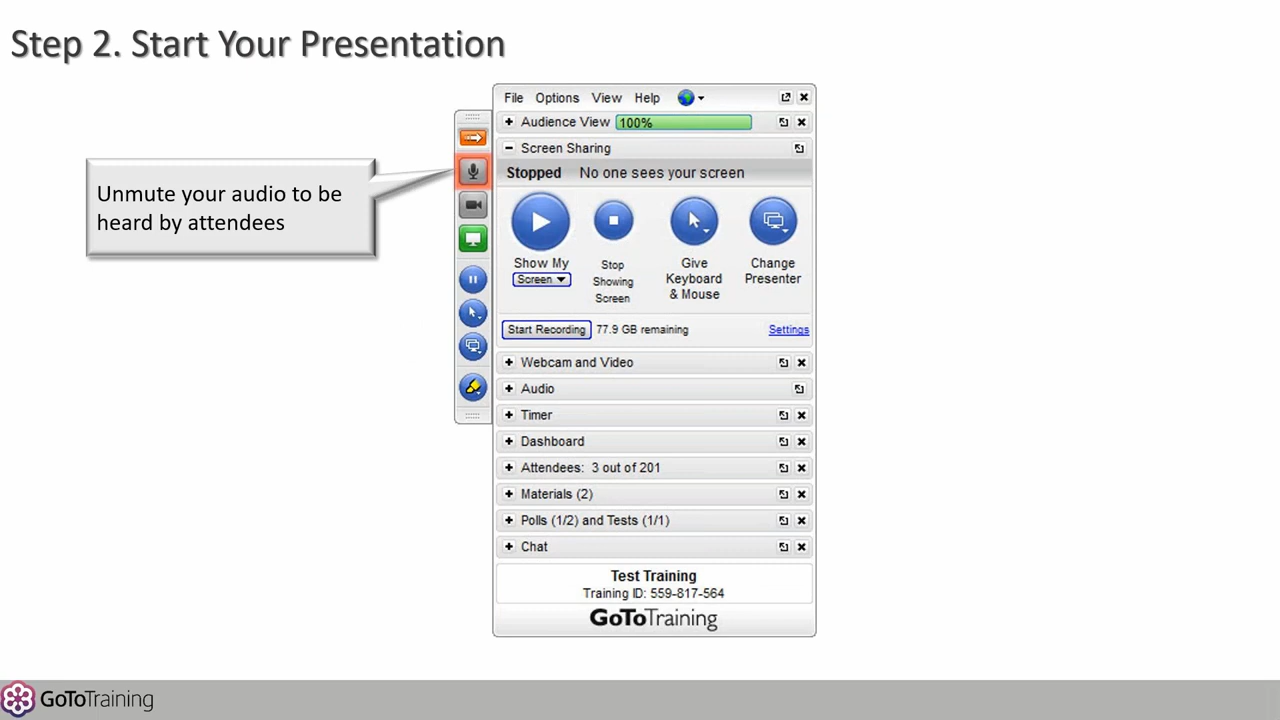 Step 2. Start Your Presentation
File Options View Help
Audience View 100%
Screen Sharing
Stopped No one sees your screen
Unmute your audio to be
heard by attendees
Show My
Screen
Stop
Showing
Screen
Give
Keyboard
& Mouse
Change
Presenter
Start Recording 77.9 GB remaining Settings
Webcam and Video
Audio
Timer
Dashboard
Attendees: 3 out of 201
Materials (2)
Polls (1/2) and Tests (1/1)
Chat
Test Training
Training ID: 559-817-564
GoToTraining
GoToTraining